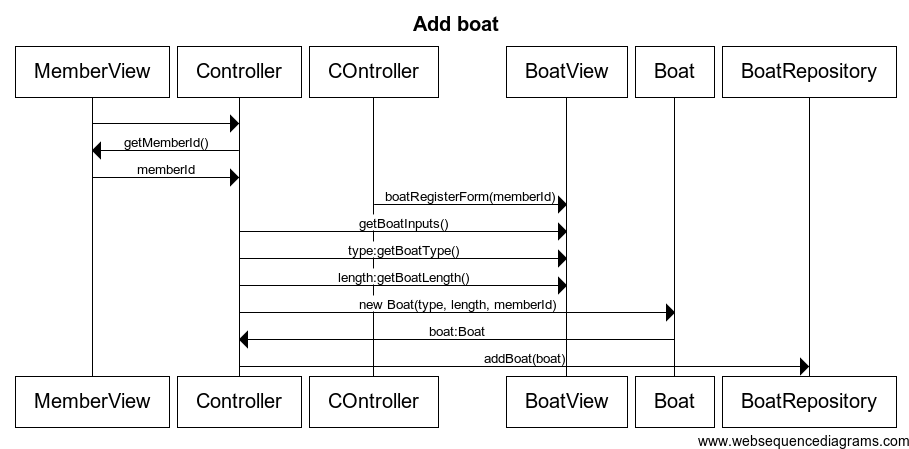 Add boat
MemberView Controller COntroller BoatView Boat BoatRepository
getMemberId()
memberId
boatRegisterForm(memberId)
getBoatInputs()
type:getBoatType()
length:getBoatLength()
new Boat(type, length, memberId)
boat:Boat
addBoat(boat)
MemberView Controller COntroller BoatView Boat BoatRepository
www.websequencediagrams.com